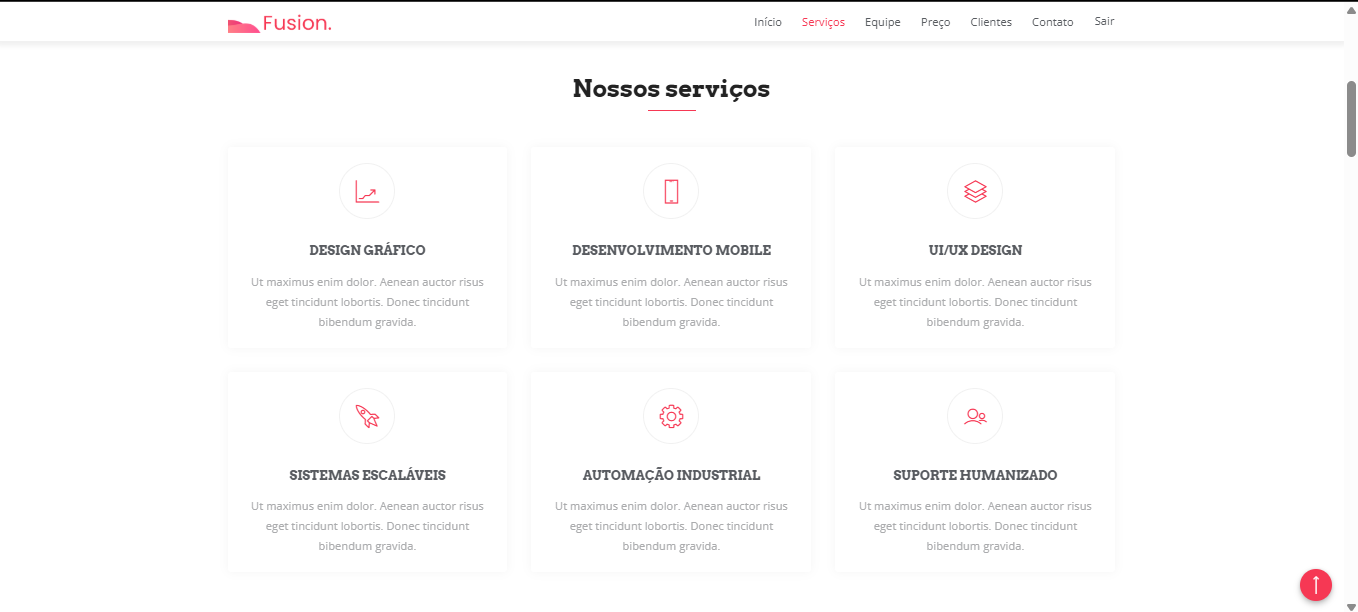 Fusion.
Início Serviços Equipe Preço Clientes Contato Sair
Nossos serviços
DESIGN GRÁFICO
Ut maximus enim dolor. Aenean auctor risus
eget tincidunt lobortis. Donec tincidunt
bibendum gravida.
DESENVOLVIMENTO MOBILE
Ut maximus enim dolor. Aenean auctor risus
eget tincidunt lobortis. Donec tincidunt
bibendum gravida.
UI/UX DESIGN
Ut maximus enim dolor. Aenean auctor risus
eget tincidunt lobortis. Donec tincidunt
bibendum gravida.
SISTEMAS ESCALÁVEIS
Ut maximus enim dolor. Aenean auctor risus
eget tincidunt lobortis. Donec tincidunt
bibendum gravida.
AUTOMAÇÃO INDUSTRIAL
Ut maximus enim dolor. Aenean auctor risus
eget tincidunt lobortis. Donec tincidunt
bibendum gravida.
SUPORTE HUMANIZADO
Ut maximus enim dolor. Aenean auctor risus
eget tincidunt lobortis. Donec tincidunt
bibendum gravida.